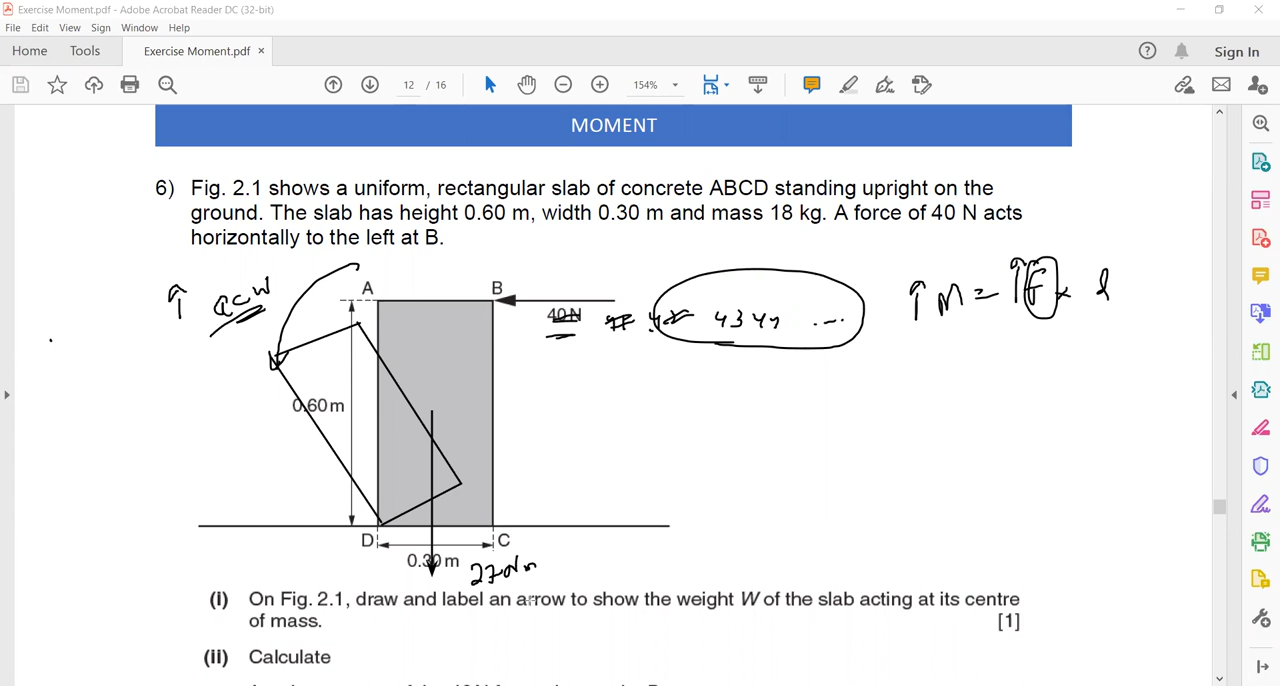 Exercise Moment.pdf - Adobe Acrobat Reader DC (32-bit)
File Edit View Sign Window Help
Home Tools Exercise Moment.pdf × Sign In
12 / 16 154%
MOMENT
6) Fig. 2.1 shows a uniform, rectangular slab of concrete ABCD standing upright on the
ground. The slab has height 0.60 m, width 0.30 m and mass 18 kg. A force of 40 N acts
horizontally to the left at B.
↑ acw
A B
↑ M = ↑ F × d
40 N
43 47 ...
0.60 m
D C
0.30 m
(i) On Fig. 2.1, draw and label an arrow to show the weight W of the slab acting at its centre
of mass. [1]
(ii) Calculate